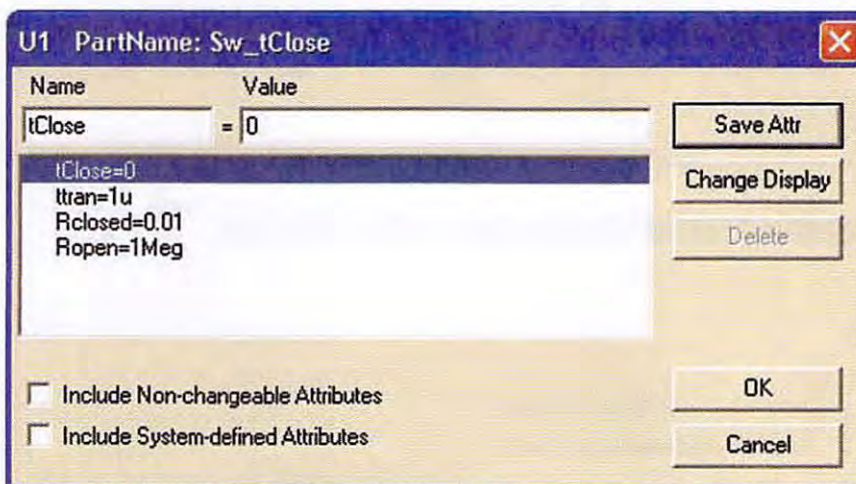 U1 PartName: Sw_tClose
Name Value
tClose = 0
Save Attr
tClose=0
ttran=1u
Rclosed=0.01
Ropen=1Meg
Change Display
Delete
Include Non-changeable Attributes
Include System-defined Attributes
OK
Cancel